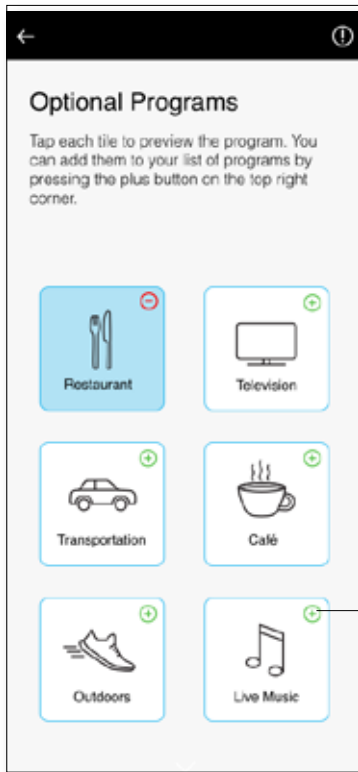 Optional Programs
Tap each tile to preview the program. You
can add them to your list of programs by
pressing the plus button on the top right
corner.
Restaurant
Television
Transportation
Café
Outdoors
Live Music